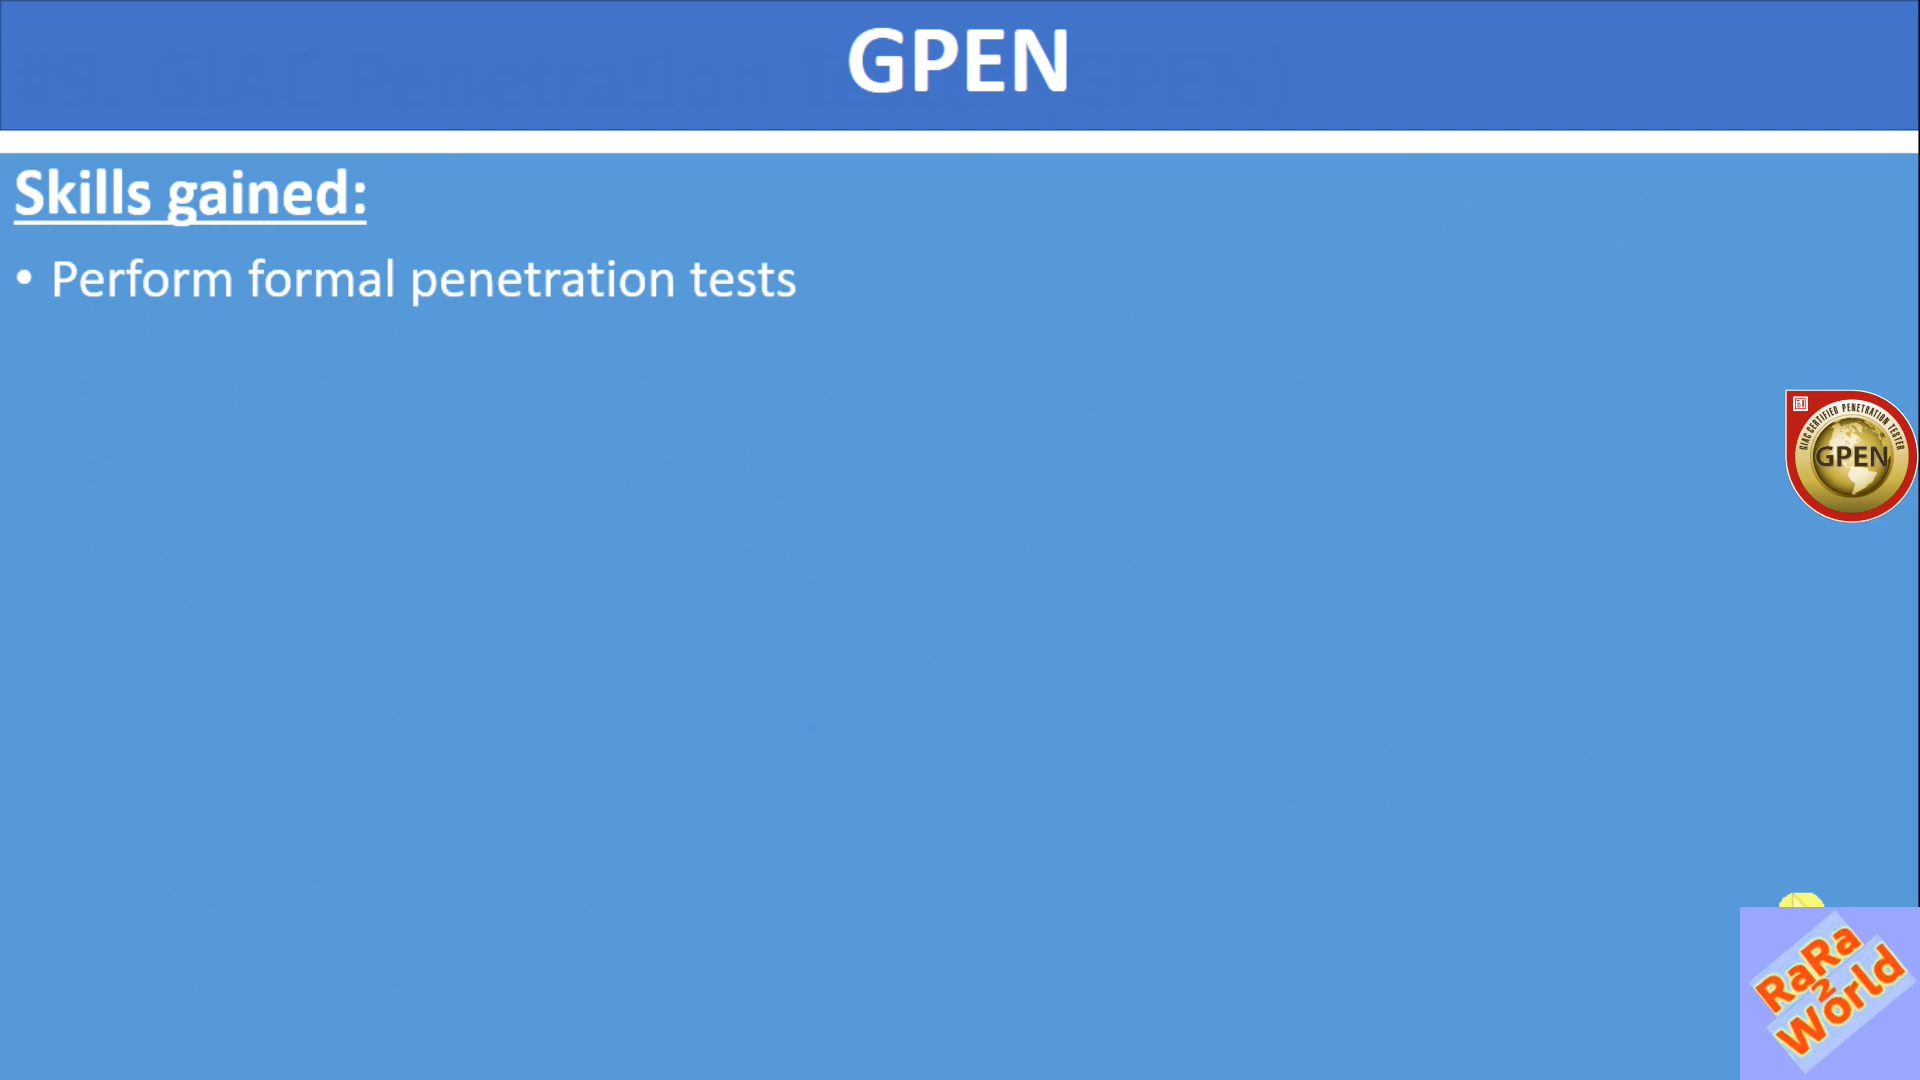 GPEN
Skills gained:
• Perform formal penetration tests
GIAC CERTIFIED PENETRATION TESTER
GPEN
RaRa
2
World